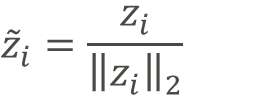 z̃ᵢ = zᵢ / ‖zᵢ‖₂